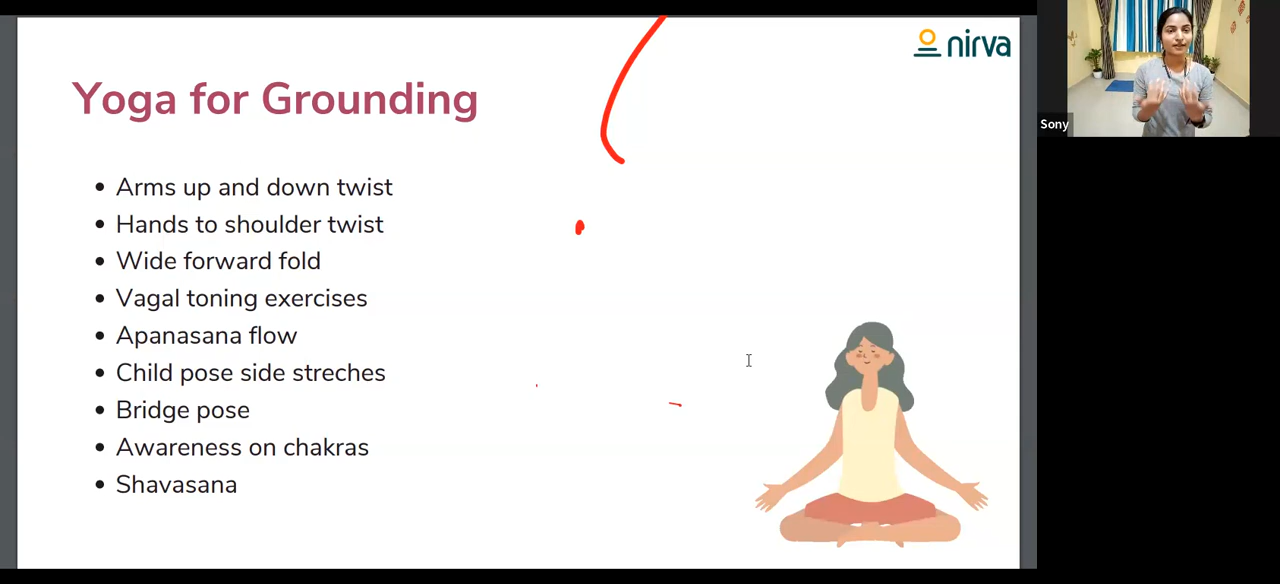 nirva
Yoga for Grounding
Arms up and down twist
Hands to shoulder twist
Wide forward fold
Vagal toning exercises
Apanasana flow
Child pose side streches
Bridge pose
Awareness on chakras
Shavasana
Sony